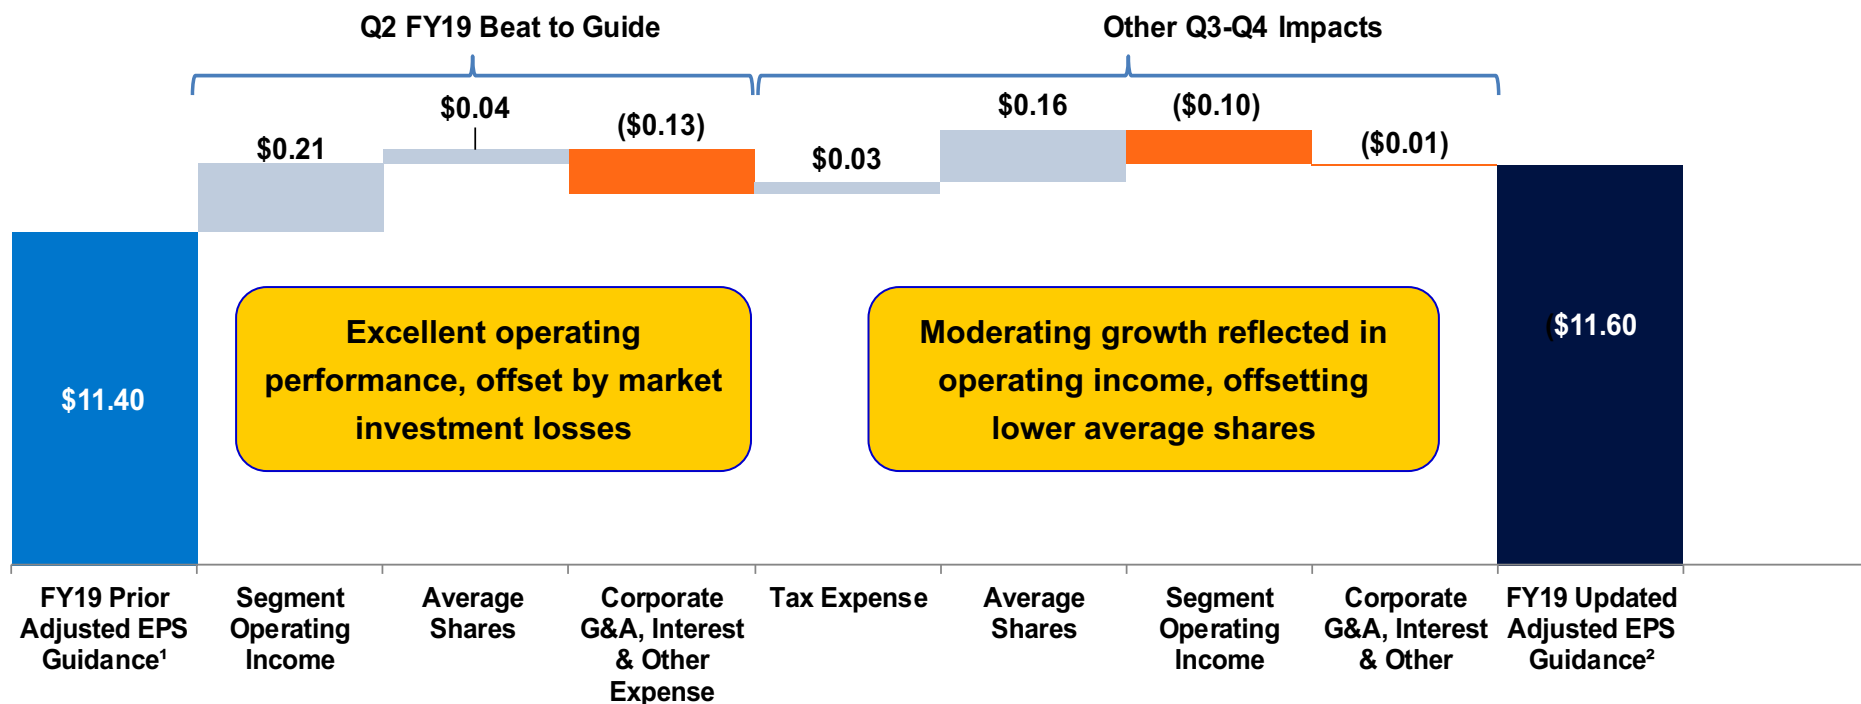 Q2 FY19 Beat to Guide
Other Q3-Q4 Impacts
$0.21
$0.04
($0.13)
$0.03
$0.16
($0.10)
($0.01)
$11.40
Excellent operating
performance, offset by market
investment losses
Moderating growth reflected in
operating income, offsetting
lower average shares
($11.60
FY19 Prior
Adjusted EPS
Guidance¹
Segment
Operating
Income
Average
Shares
Corporate
G&A, Interest
& Other
Expense
Tax Expense
Average
Shares
Segment
Operating
Income
Corporate
G&A, Interest
& Other
FY19 Updated
Adjusted EPS
Guidance²